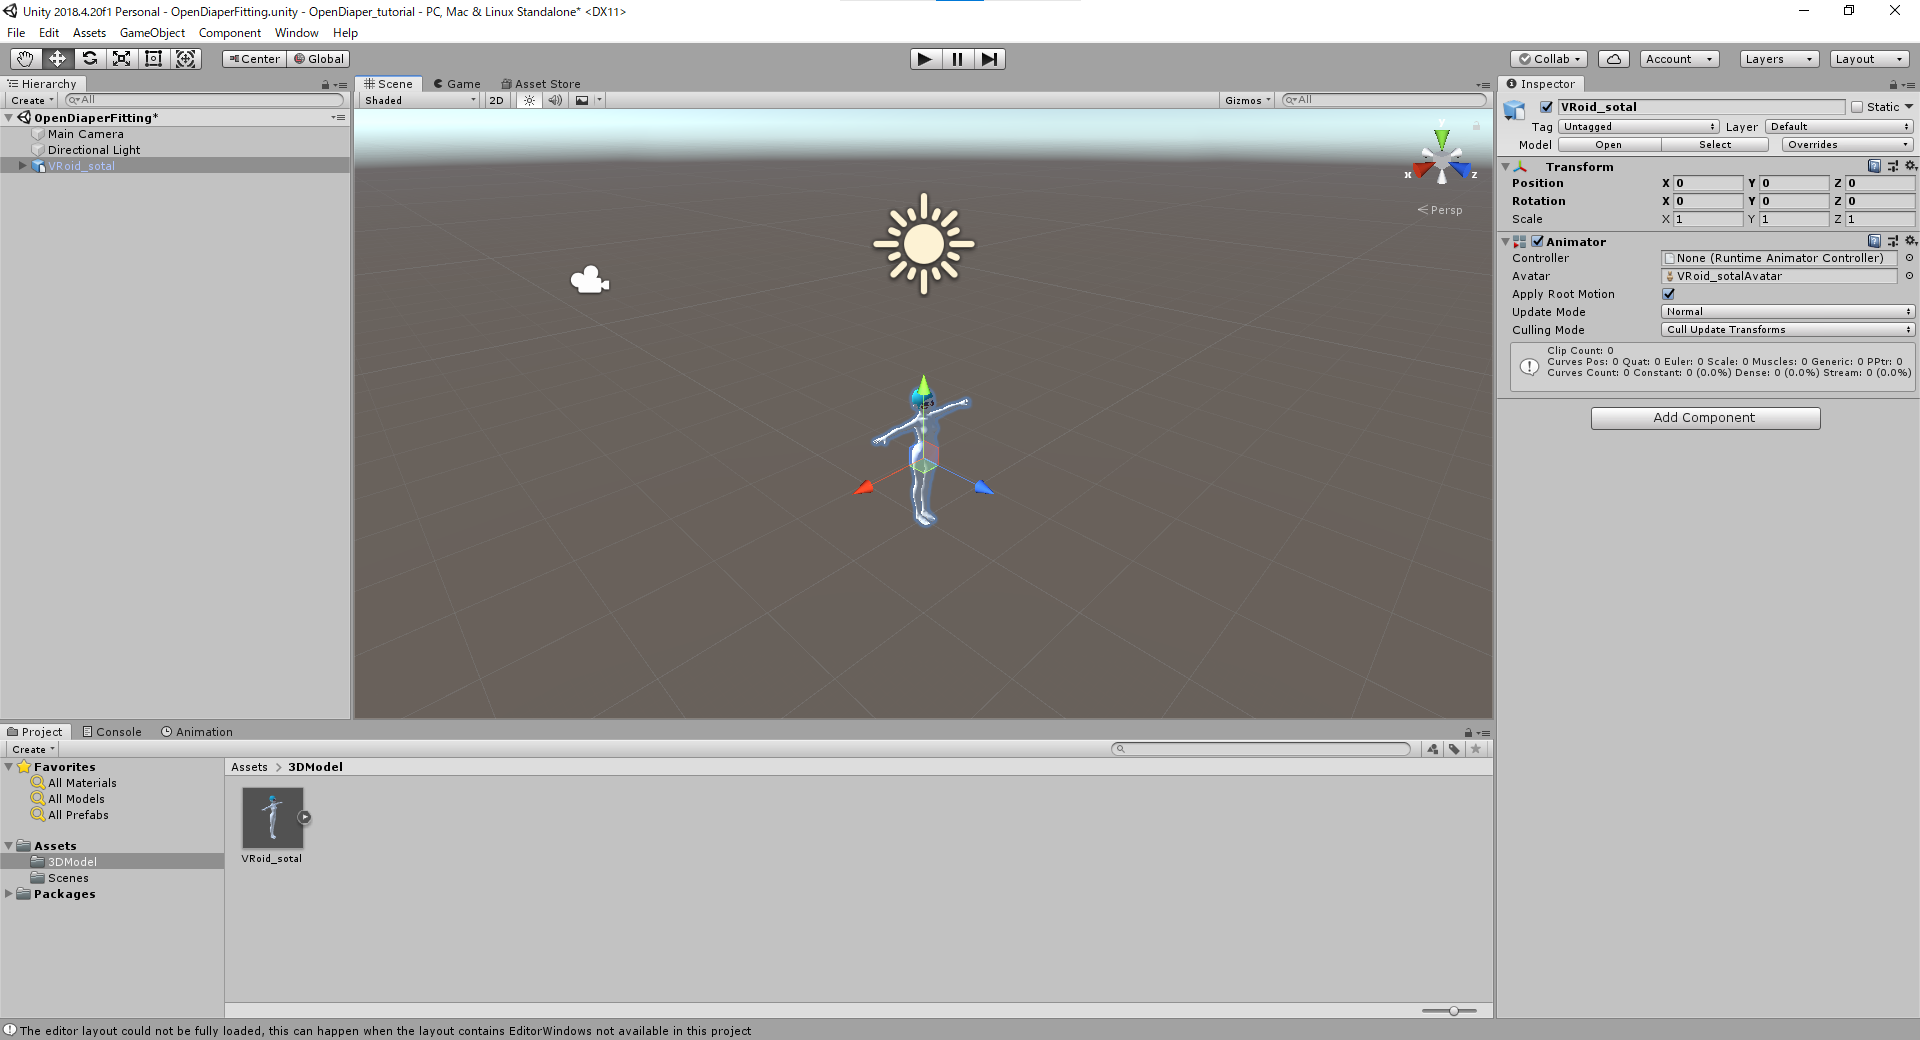 Unity 2018.4.20f1 Personal - OpenDiaperFitting.unity - OpenDiaper_tutorial - PC, Mac & Linux Standalone* <DX11>
File Edit Assets GameObject Component Window Help
Center Global Collab Account Layers Layout
Hierarchy
Create All
OpenDiaperFitting*
Main Camera
Directional Light
VRoid_sotal
Scene Game Asset Store
Shaded 2D Gizmos All
y
x z
Persp
Inspector
VRoid_sotal Static
Tag Untagged Layer Default
Model Open Select Overrides
Transform
Position X 0 Y 0 Z 0
Rotation X 0 Y 0 Z 0
Scale X 1 Y 1 Z 1
Animator
Controller None (Runtime Animator Controller)
Avatar VRoid_sotalAvatar
Apply Root Motion
Update Mode Normal
Culling Mode Cull Update Transforms
Clip Count: 0
Curves Pos: 0 Quat: 0 Euler: 0 Scale: 0 Muscles: 0 Generic: 0 PPtr: 0
Curves Count: 0 Constant: 0 (0.0%) Dense: 0 (0.0%) Stream: 0 (0.0%)
Add Component
Project Console Animation
Create
Favorites
All Materials
All Models
All Prefabs
Assets
3DModel
Scenes
Packages
Assets > 3DModel
VRoid_sotal
The editor layout could not be fully loaded, this can happen when the layout contains EditorWindows not available in this project